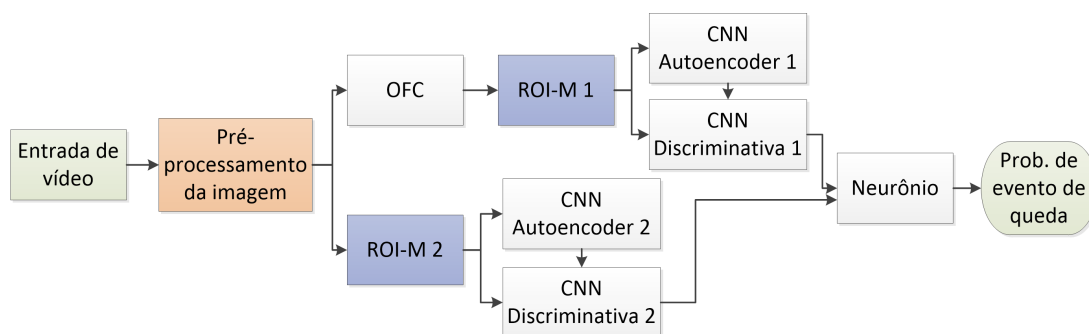 Entrada de
vídeo
Pré-
processamento
da imagem
OFC
ROI-M 1
CNN
Autoencoder 1
CNN
Discriminativa 1
ROI-M 2
CNN
Autoencoder 2
CNN
Discriminativa 2
Neurônio
Prob. de
evento de
queda